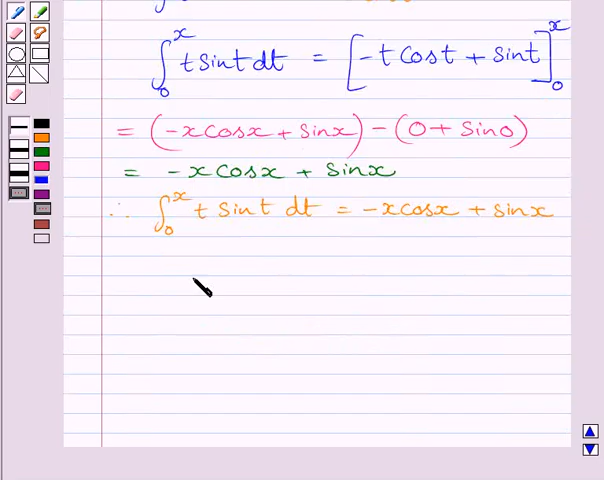 ∫₀ˣ t sint dt = [-t cost + sint]₀ˣ
= (-x cosx + sinx) - (0 + sin0)
= -x cosx + sinx
∴ ∫₀ˣ t sint dt = -x cosx + sinx